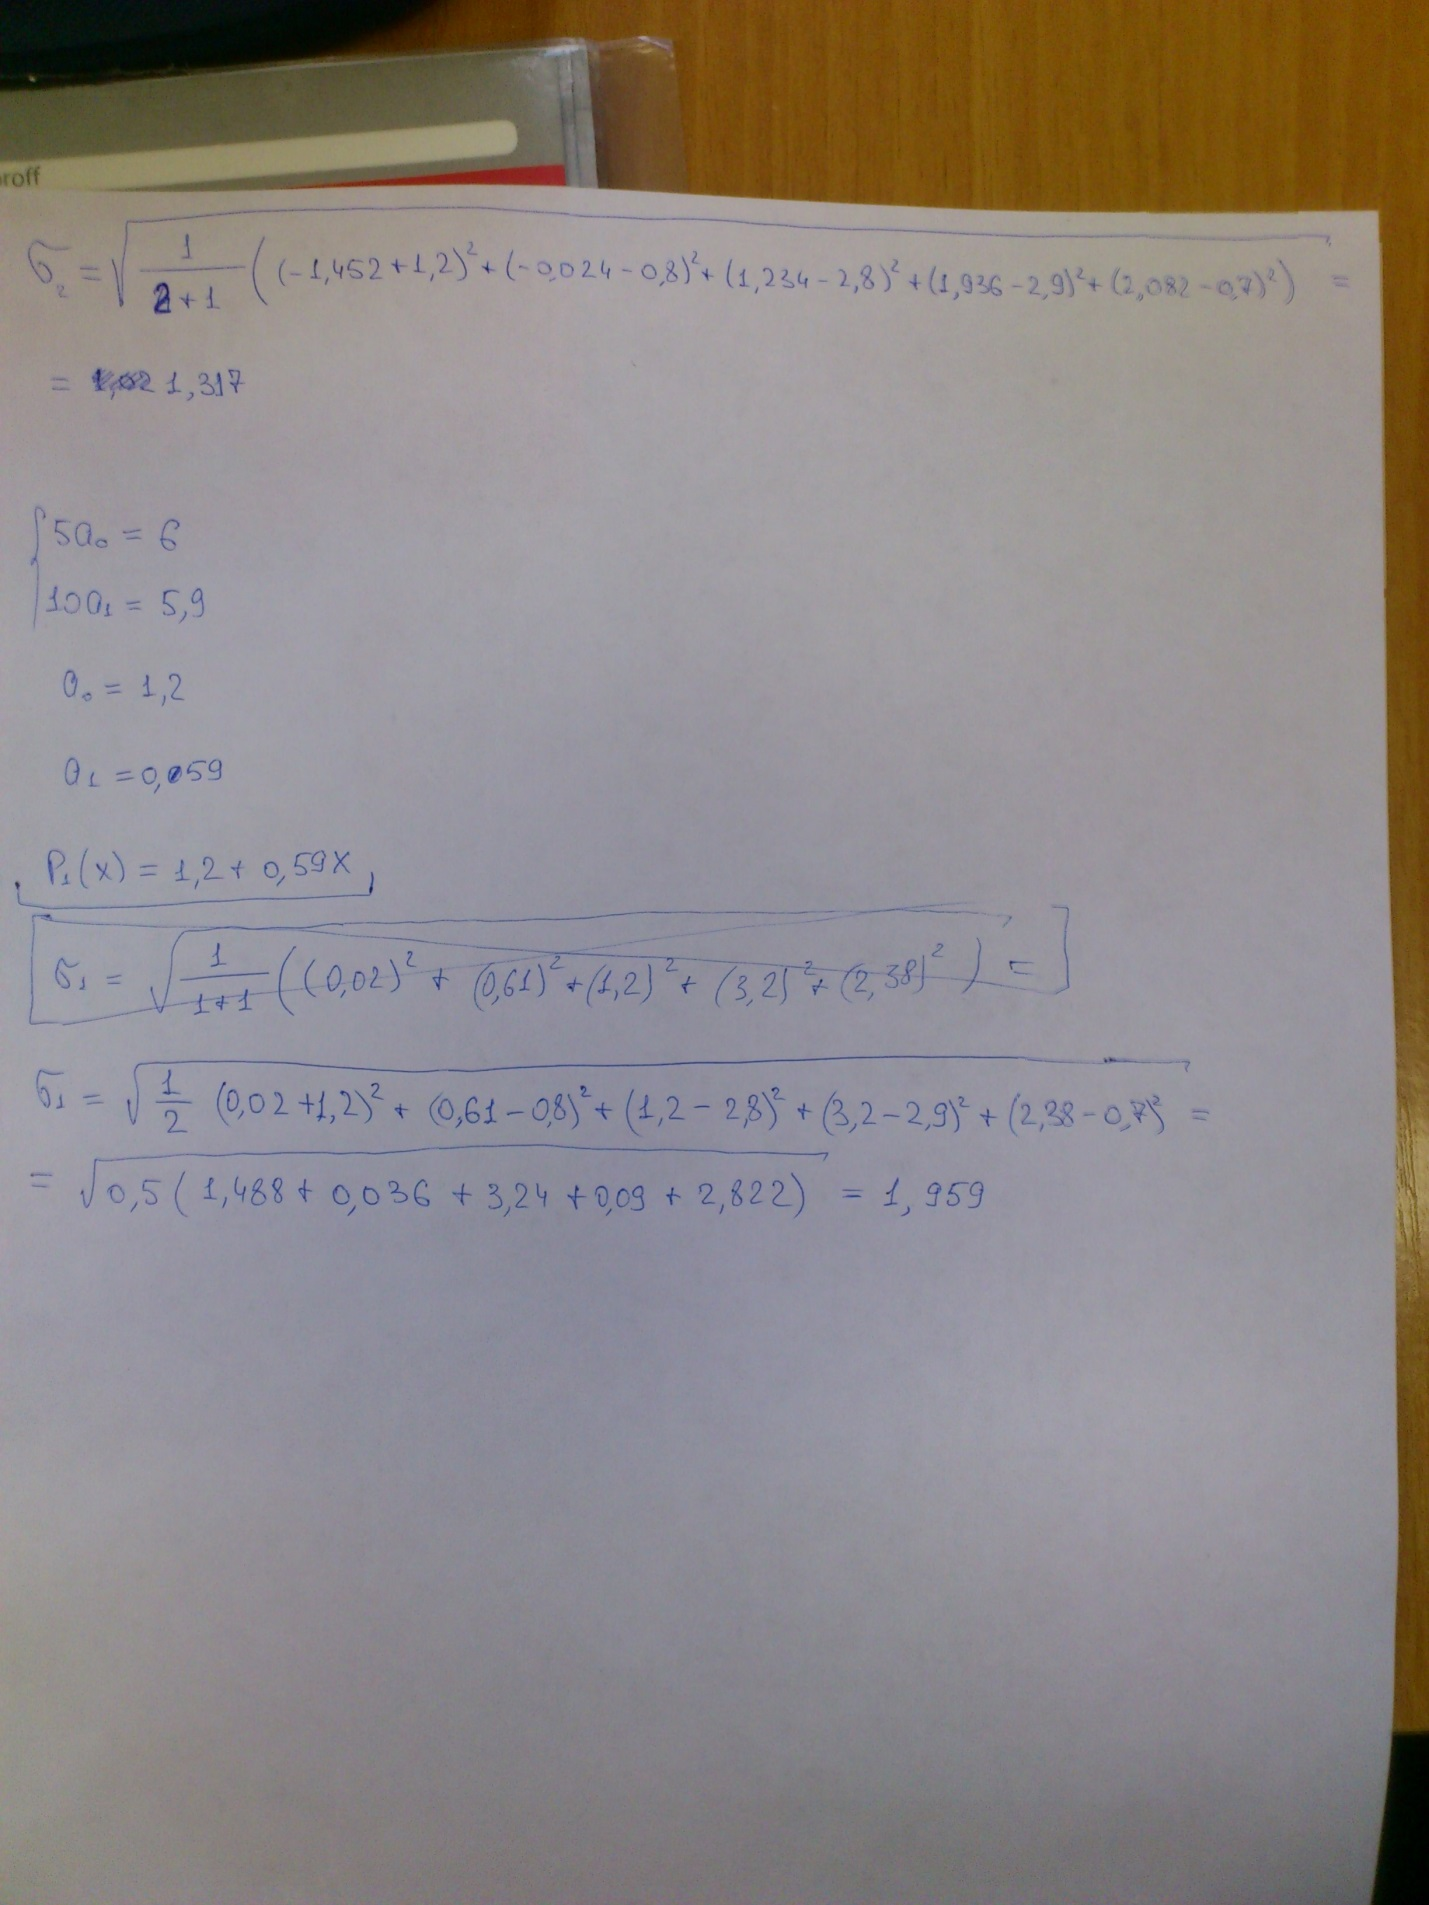 roff
σ₂ = √(1/(2+1) ((-1,452+1,2)² + (-0,024-0,8)² + (1,234-2,8)² + (1,936-2,9)² + (2,082-0,7)²)) =
= 1,317
{5a₀ = 6
10a₁ = 5,9
a₀ = 1,2
a₁ = 0,059
P₁(x) = 1,2 + 0,59x
σ₁ = √(1/(1+1) ((0,02)² + (0,61)² + (1,2)² + (3,2)² + (2,38)²)) =
σ₁ = √(1/2 (0,02+1,2)² + (0,61-0,8)² + (1,2-2,8)² + (3,2-2,9)² + (2,38-0,7)²) =
= √(0,5(1,488 + 0,036 + 3,24 + 0,09 + 2,822)) = 1,959